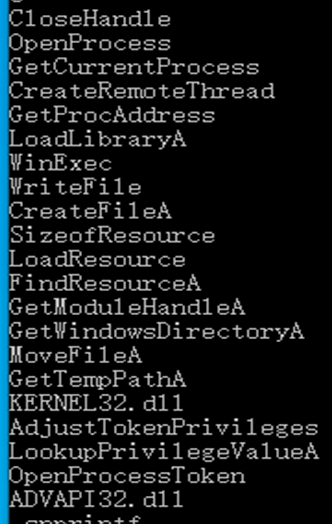 CloseHandle
OpenProcess
GetCurrentProcess
CreateRemoteThread
GetProcAddress
LoadLibraryA
WinExec
WriteFile
CreateFileA
SizeofResource
LoadResource
FindResourceA
GetModuleHandleA
GetWindowsDirectoryA
MoveFileA
GetTempPathA
KERNEL32.dll
AdjustTokenPrivileges
LookupPrivilegeValueA
OpenProcessToken
ADVAPI32.dll